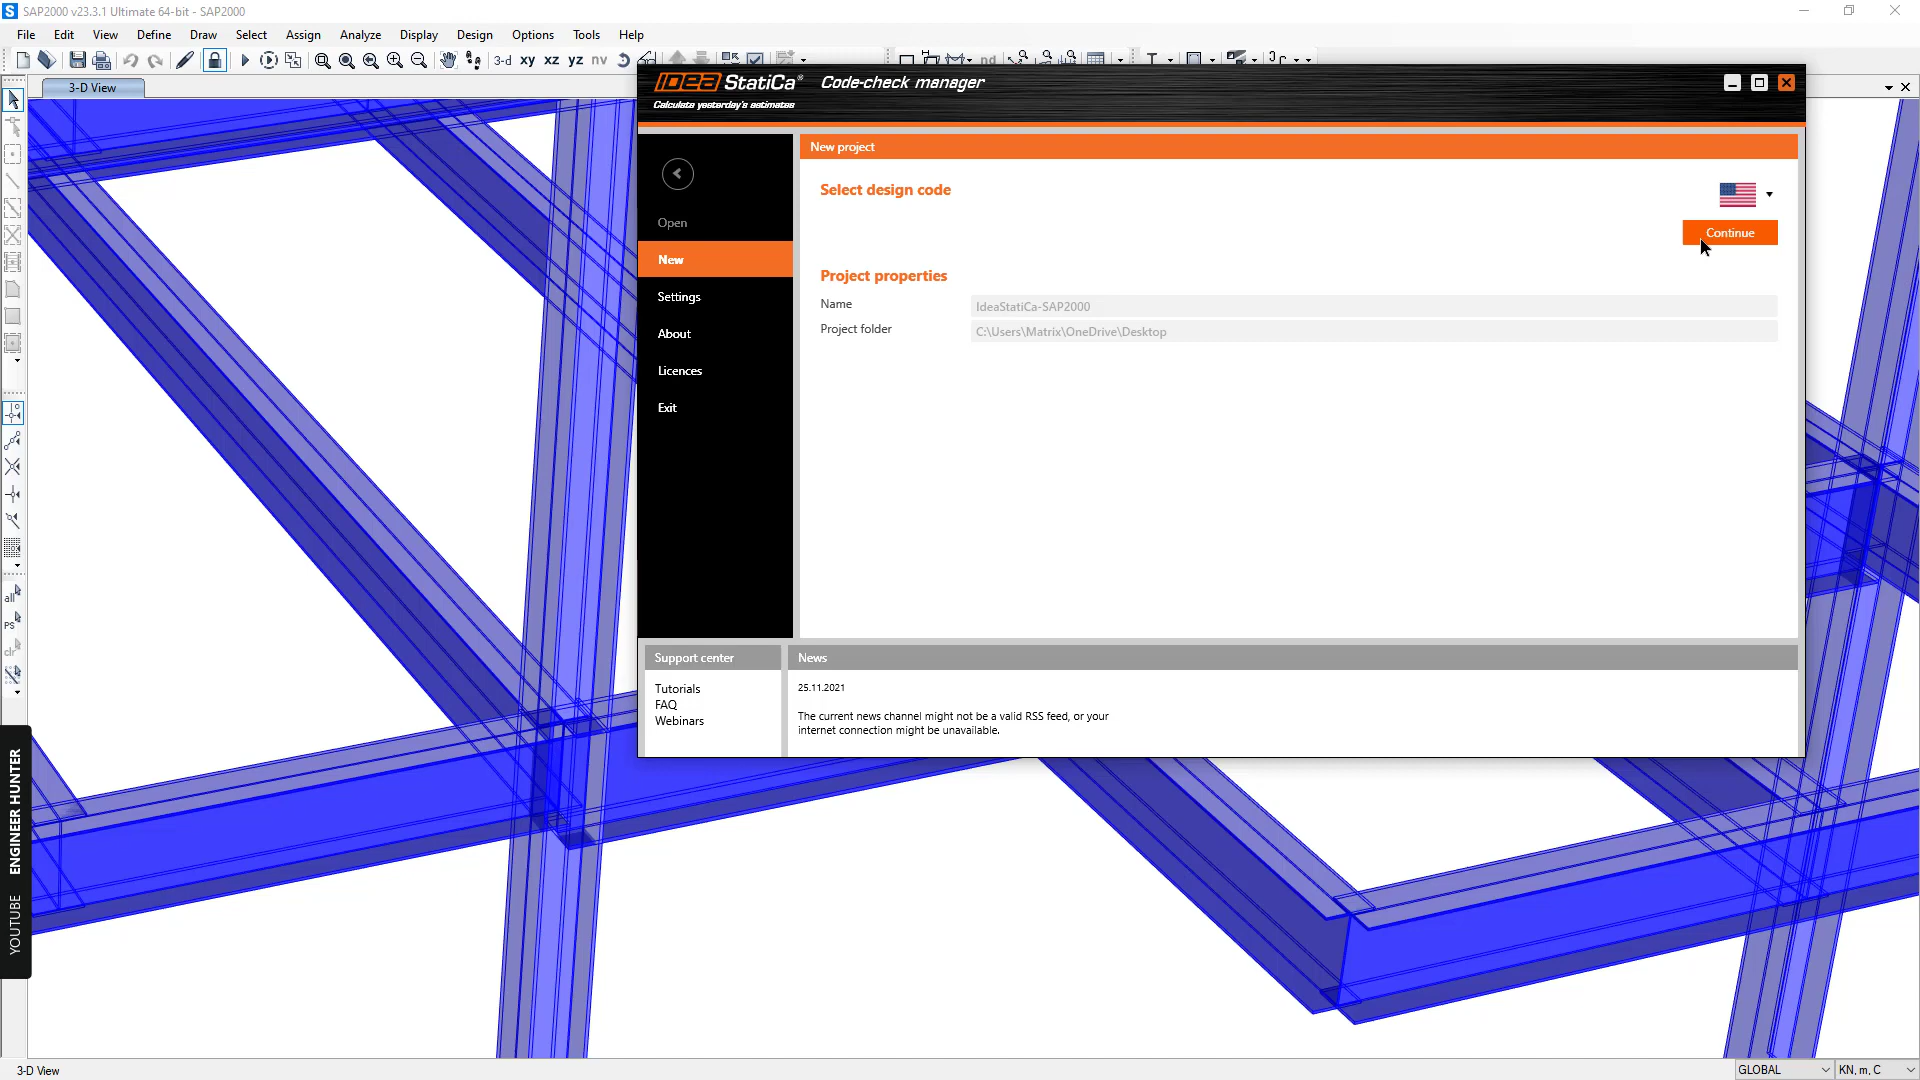 SAP2000 v23.3.1 Ultimate 64-bit - SAP2000
File Edit View Define Draw Select Assign Analyze Display Design Options Tools Help
3-d xy xz yz nv
nd
3-D View
IDEA StatiCa® Code-check manager
Calculate yesterday's estimates
New project
Select design code
Continue
Open
New
Settings
About
Licences
Exit
Project properties
Name IdeaStatiCa-SAP2000
Project folder C:\Users\Matrix\OneDrive\Desktop
Support center
Tutorials
FAQ
Webinars
News
25.11.2021
The current news channel might not be a valid RSS feed, or your
internet connection might be unavailable.
all
PS
clr
YOUTUBE ENGINEER HUNTER
3-D View
GLOBAL
KN, m, C